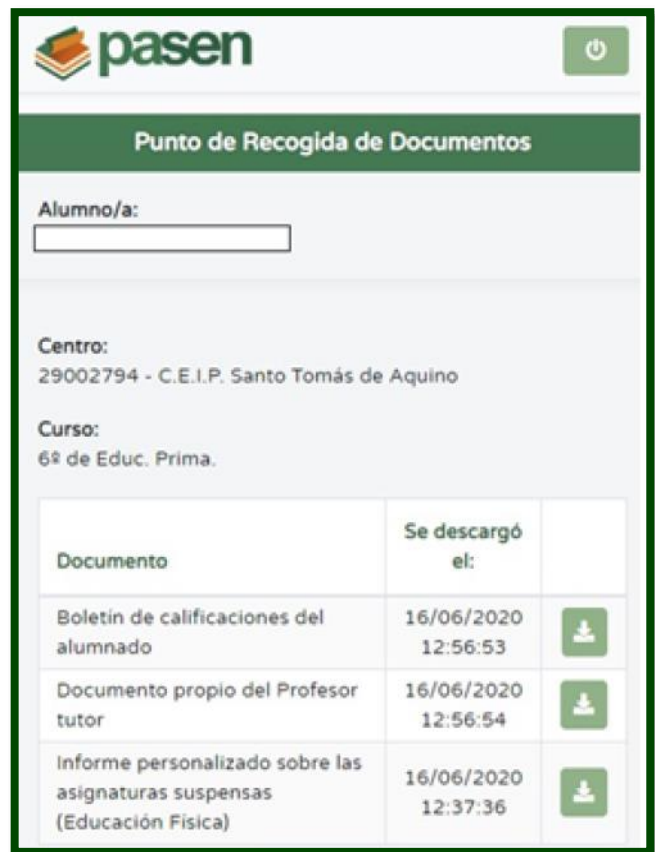 pasen
Punto de Recogida de Documentos
Alumno/a:
Centro:
29002794 - C.E.I.P. Santo Tomás de Aquino
Curso:
6º de Educ. Prima.
Documento
Se descargó
el:
Boletín de calificaciones del
alumnado
16/06/2020
12:56:53
Documento propio del Profesor
tutor
16/06/2020
12:56:54
Informe personalizado sobre las
asignaturas suspensas
(Educación Física)
16/06/2020
12:37:36